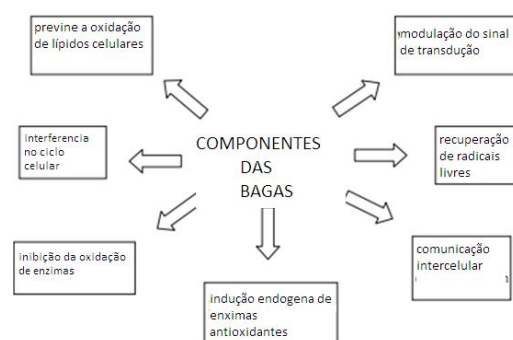 previne a oxidação
de lípidos celulares
modulação do sinal
de transdução
interferencia
no ciclo
celular
COMPONENTES
DAS
BAGAS
recuperação
de radicais
livres
inibição da oxidação
de enzimas
comunicação
intercelular
indução endogena de
enximas
antioxidantes